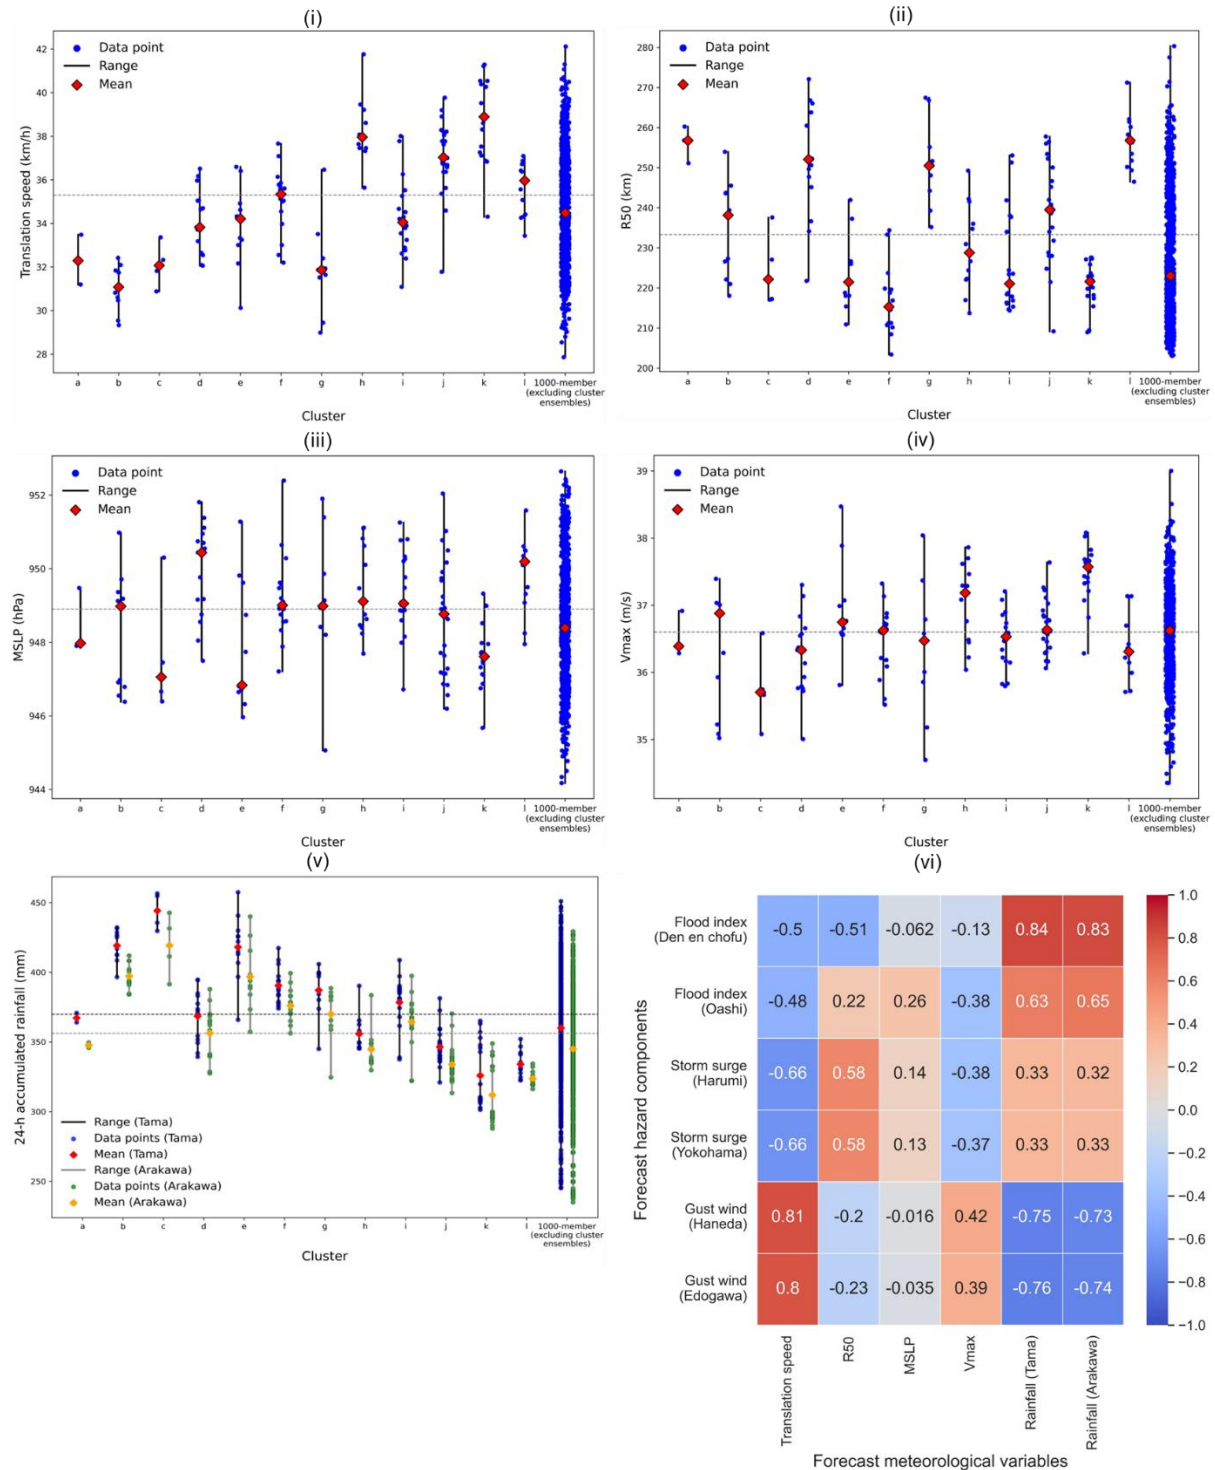 (i)
42
40
38
36
34
32
30
28
Translation speed (km/h)
Data point
Range
Mean
a b c d e f g h i j k l 1000-member
(excluding cluster
ensembles)
Cluster
(ii)
280
270
260
250
240
230
220
210
200
R50 (km)
Data point
Range
Mean
a b c d e f g h i j k l 1000-member
(excluding cluster
ensembles)
Cluster
(iii)
952
950
948
946
944
MSLP (hPa)
Data point
Range
Mean
a b c d e f g h i j k l 1000-member
(excluding cluster
ensembles)
Cluster
(iv)
39
38
37
36
35
Vmax (m/s)
Data point
Range
Mean
a b c d e f g h i j k l 1000-member
(excluding cluster
ensembles)
Cluster
(v)
450
400
350
300
250
24-h accumulated rainfall (mm)
Range (Tama)
Data points (Tama)
Mean (Tama)
Range (Arakawa)
Data points (Arakawa)
Mean (Arakawa)
a b c d e f g h i j k l 1000-member
(excluding cluster
ensembles)
Cluster
(vi)
Forecast hazard components
Flood index
(Den en chofu)
-0.5 -0.51 -0.062 -0.13 0.84 0.83
Flood index
(Oashi)
-0.48 0.22 0.26 -0.38 0.63 0.65
Storm surge
(Harumi)
-0.66 0.58 0.14 -0.38 0.33 0.32
Storm surge
(Yokohama)
-0.66 0.58 0.13 -0.37 0.33 0.33
Gust wind
(Haneda)
0.81 -0.2 -0.016 0.42 -0.75 -0.73
Gust wind
(Edogawa)
0.8 -0.23 -0.035 0.39 -0.76 -0.74
Translation speed
R50
MSLP
Vmax
Rainfall (Tama)
Rainfall (Arakawa)
Forecast meteorological variables
1.0
0.8
0.6
0.4
0.2
0.0
-0.2
-0.4
-0.6
-0.8
-1.0